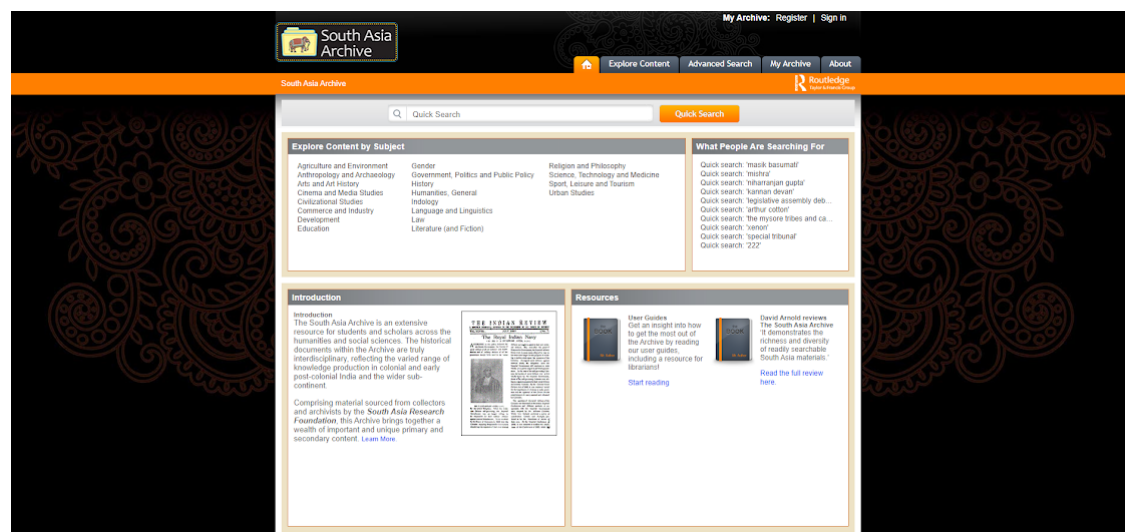 My Archive: Register | Sign in
South Asia
Archive
Explore Content
Advanced Search
My Archive
About
South Asia Archive
Routledge
Taylor & Francis Group
Quick Search
Quick Search
Explore Content by Subject
Agriculture and Environment
Anthropology and Archaeology
Arts and Art History
Cinema and Media Studies
Civilizational Studies
Commerce and Industry
Development
Education
Gender
Government, Politics and Public Policy
History
Humanities, General
Indology
Language and Linguistics
Law
Literature (and Fiction)
Religion and Philosophy
Science, Technology and Medicine
Sport, Leisure and Tourism
Urban Studies
What People Are Searching For
Quick search: 'masik basumati'
Quick search: 'mishra'
Quick search: 'niharranjan gupta'
Quick search: 'kannan devan'
Quick search: 'legislative assembly deb...
Quick search: 'arthur cotton'
Quick search: 'the mysore tribes and ca...
Quick search: 'xenon'
Quick search: 'special tribunal'
Quick search: '222'
Introduction
Introduction
The South Asia Archive is an extensive
resource for students and scholars across the
humanities and social sciences. The historical
documents within the Archive are truly
interdisciplinary, reflecting the varied range of
knowledge production in colonial and early
post-colonial India and the wider sub-
continent.
Comprising material sourced from collectors
and archivists by the South Asia Research
Foundation, this Archive brings together a
wealth of important and unique primary and
secondary content. Learn More.
THE INDIAN REVIEW
The Royal Indian Navy
Resources
BOOK
User Guides
Get an insight into how
to get the most out of
the Archive by reading
our user guides,
including a resource for
librarians!
Start reading
BOOK
David Arnold reviews
The South Asia Archive
'It demonstrates the
richness and diversity
of readily searchable
South Asia materials.'
Read the full review
here.